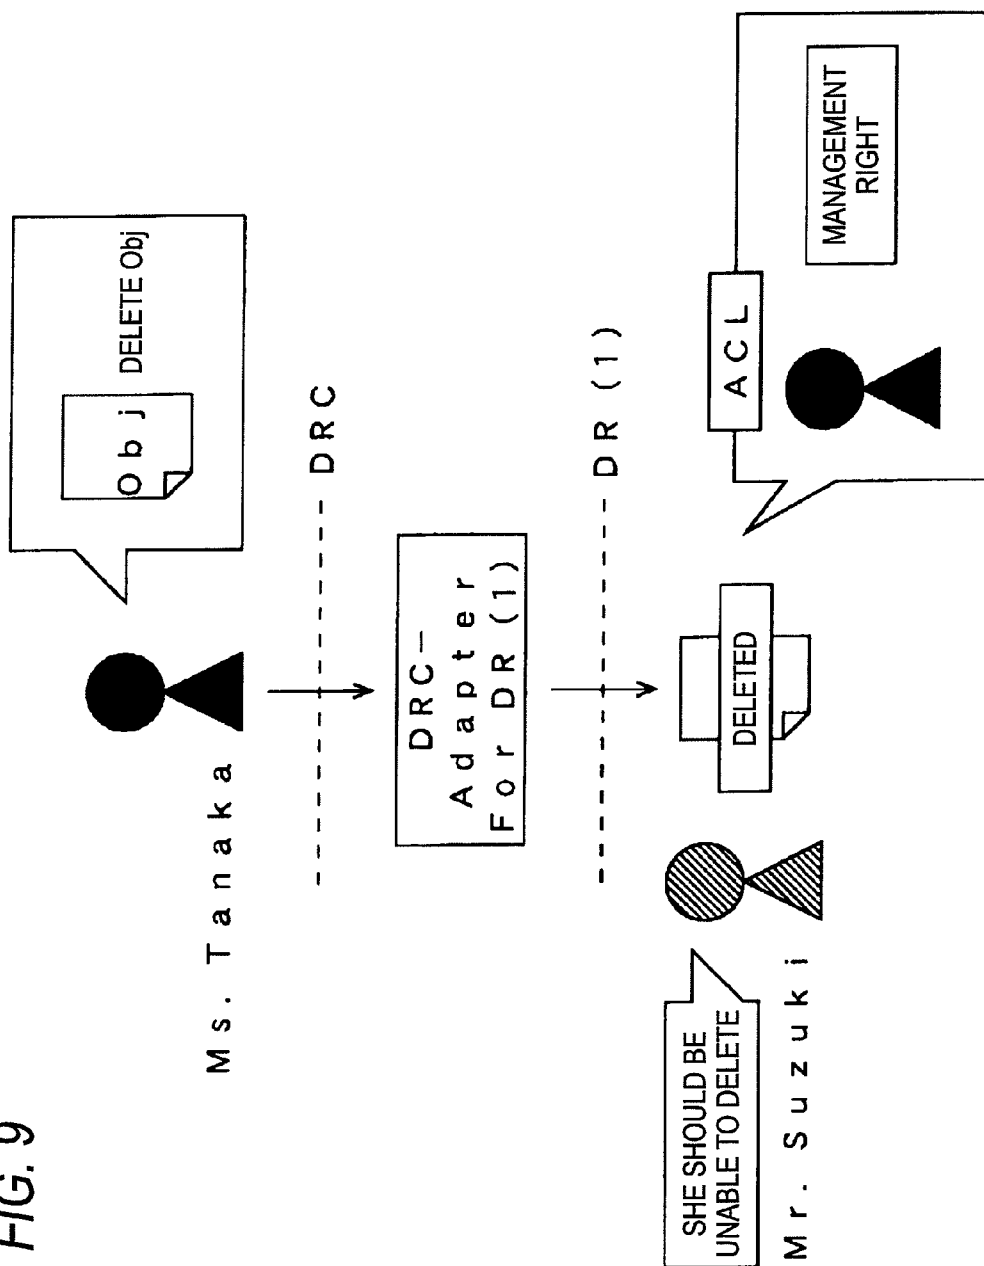 FIG. 9
Ms. Tanaka
Obj
DELETE Obj
DRC
DRC–
Adapter
For DR (1)
DR (1)
SHE SHOULD BE
UNABLE TO DELETE
Mr. Suzuki
DELETED
ACL
MANAGEMENT
RIGHT